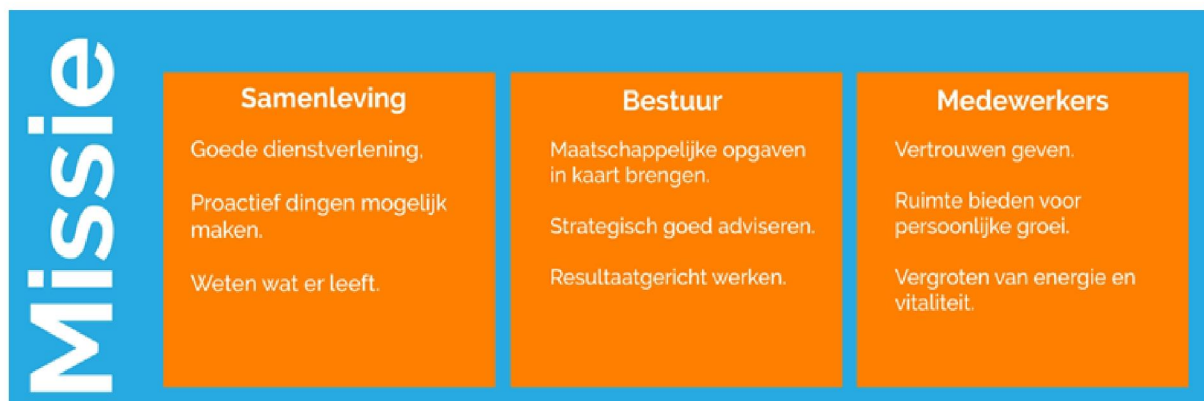 Missie
Samenleving
Goede dienstverlening,
Proactief dingen mogelijk
maken.
Weten wat er leeft.
Bestuur
Maatschappelijke opgaven
in kaart brengen.
Strategisch goed adviseren.
Resultaatgericht werken.
Medewerkers
Vertrouwen geven.
Ruimte bieden voor
persoonlijke groei.
Vergroten van energie en
vitaliteit.